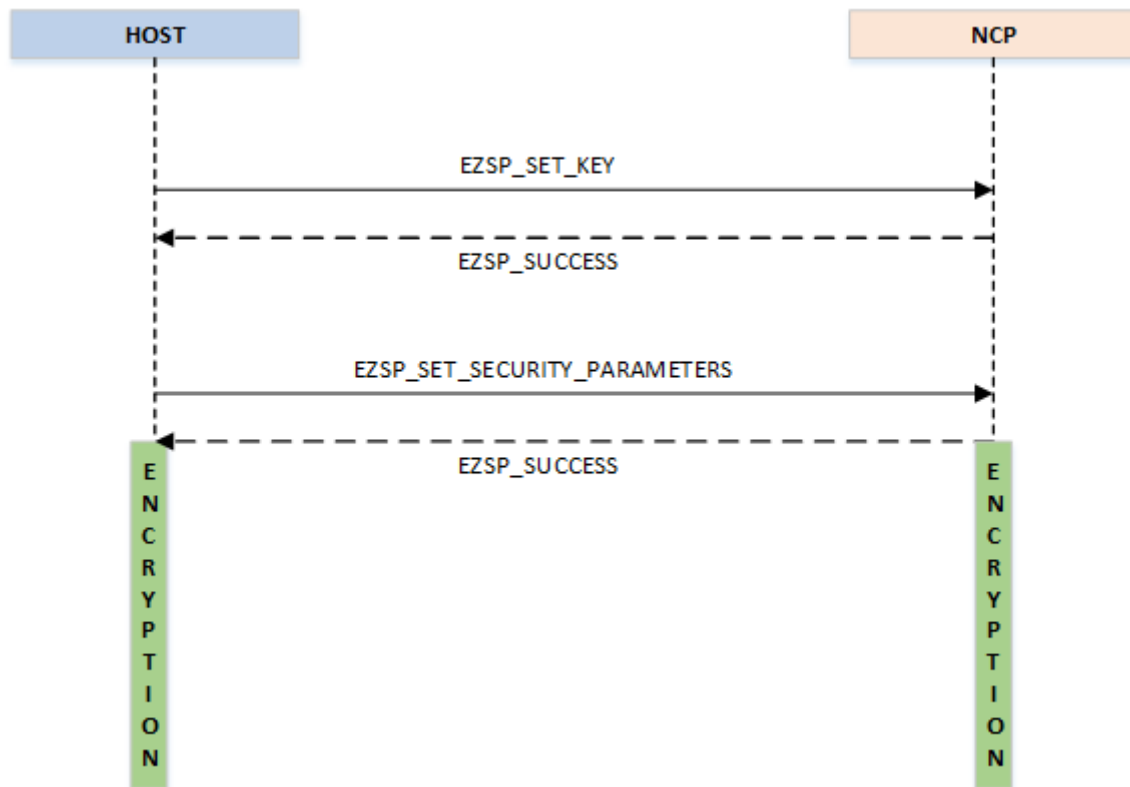 HOST
NCP
EZSP_SET_KEY
EZSP_SUCCESS
EZSP_SET_SECURITY_PARAMETERS
EZSP_SUCCESS
ENCRYPTION
ENCRYPTION